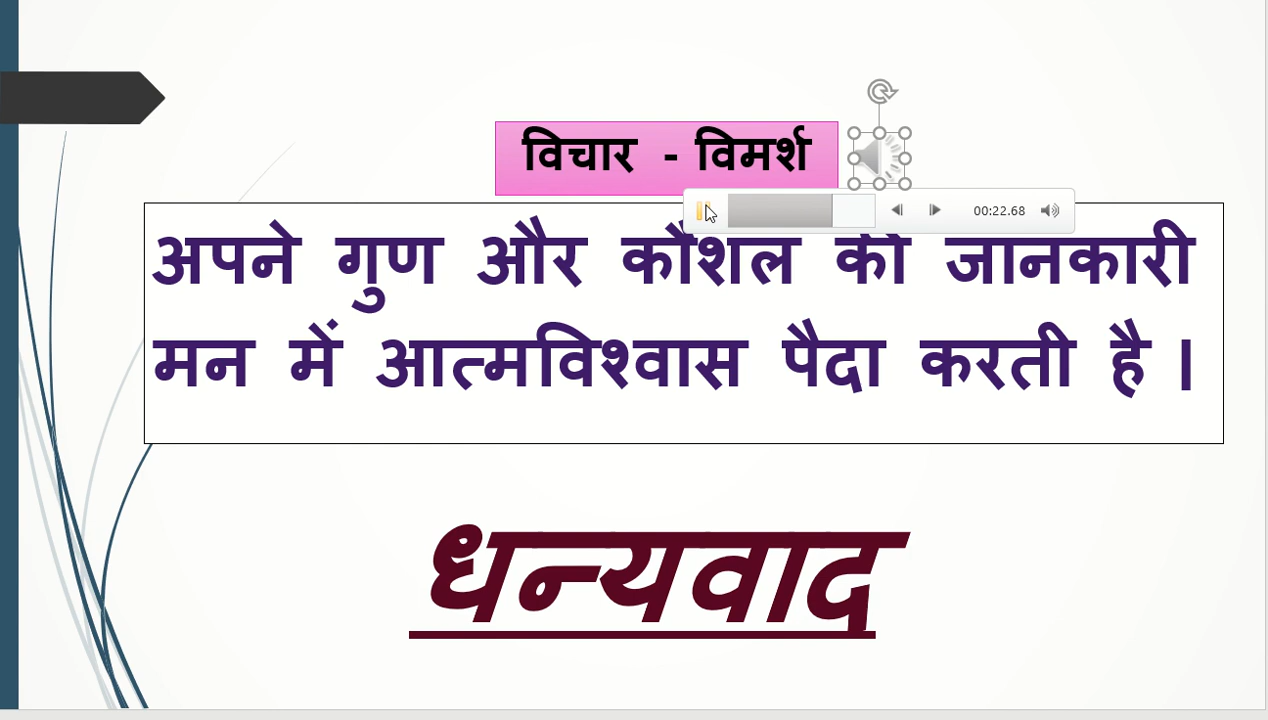 विचार - विमर्श
00:22.68
अपने गुण और कौशल की जानकारी
मन में आत्मविश्वास पैदा करती है ।
धन्यवाद